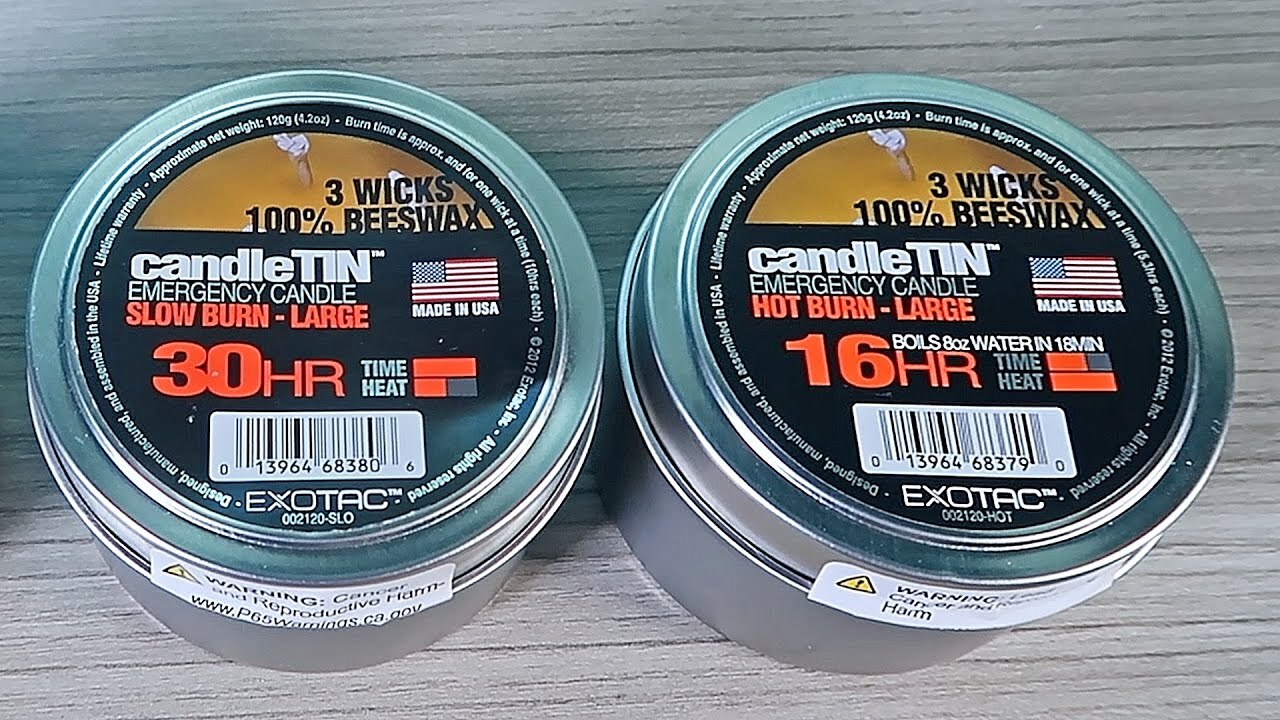 Designed, manufactured, and assembled in the USA - Lifetime warranty - Approximate net weight: 120g (4.2oz) - Burn time is approx. and for one wick at a time (10hrs each) - © 2012 Exotac, Inc - All rights reserved
3 WICKS
100% BEESWAX
candleTIN™
EMERGENCY CANDLE
SLOW BURN - LARGE
MADE IN USA
30HR
TIME
HEAT
0 13964 68380 6
EXOTAC™
002120-SLO
WARNING: Cancer
and Reproductive Harm-
www.P65Warnings.ca.gov
Designed, manufactured, and assembled in the USA - Lifetime warranty - Approximate net weight: 120g (4.2oz) - Burn time is approx. and for one wick at a time (5.3hrs each) - © 2012 Exotac, Inc - All rights reserved
3 WICKS
100% BEESWAX
candleTIN™
EMERGENCY CANDLE
HOT BURN - LARGE
MADE IN USA
BOILS 8oz WATER IN 18MIN
16HR
TIME
HEAT
0 13964 68379 0
EXOTAC™
002120-HOT
WARNING:
Cancer and
Harm